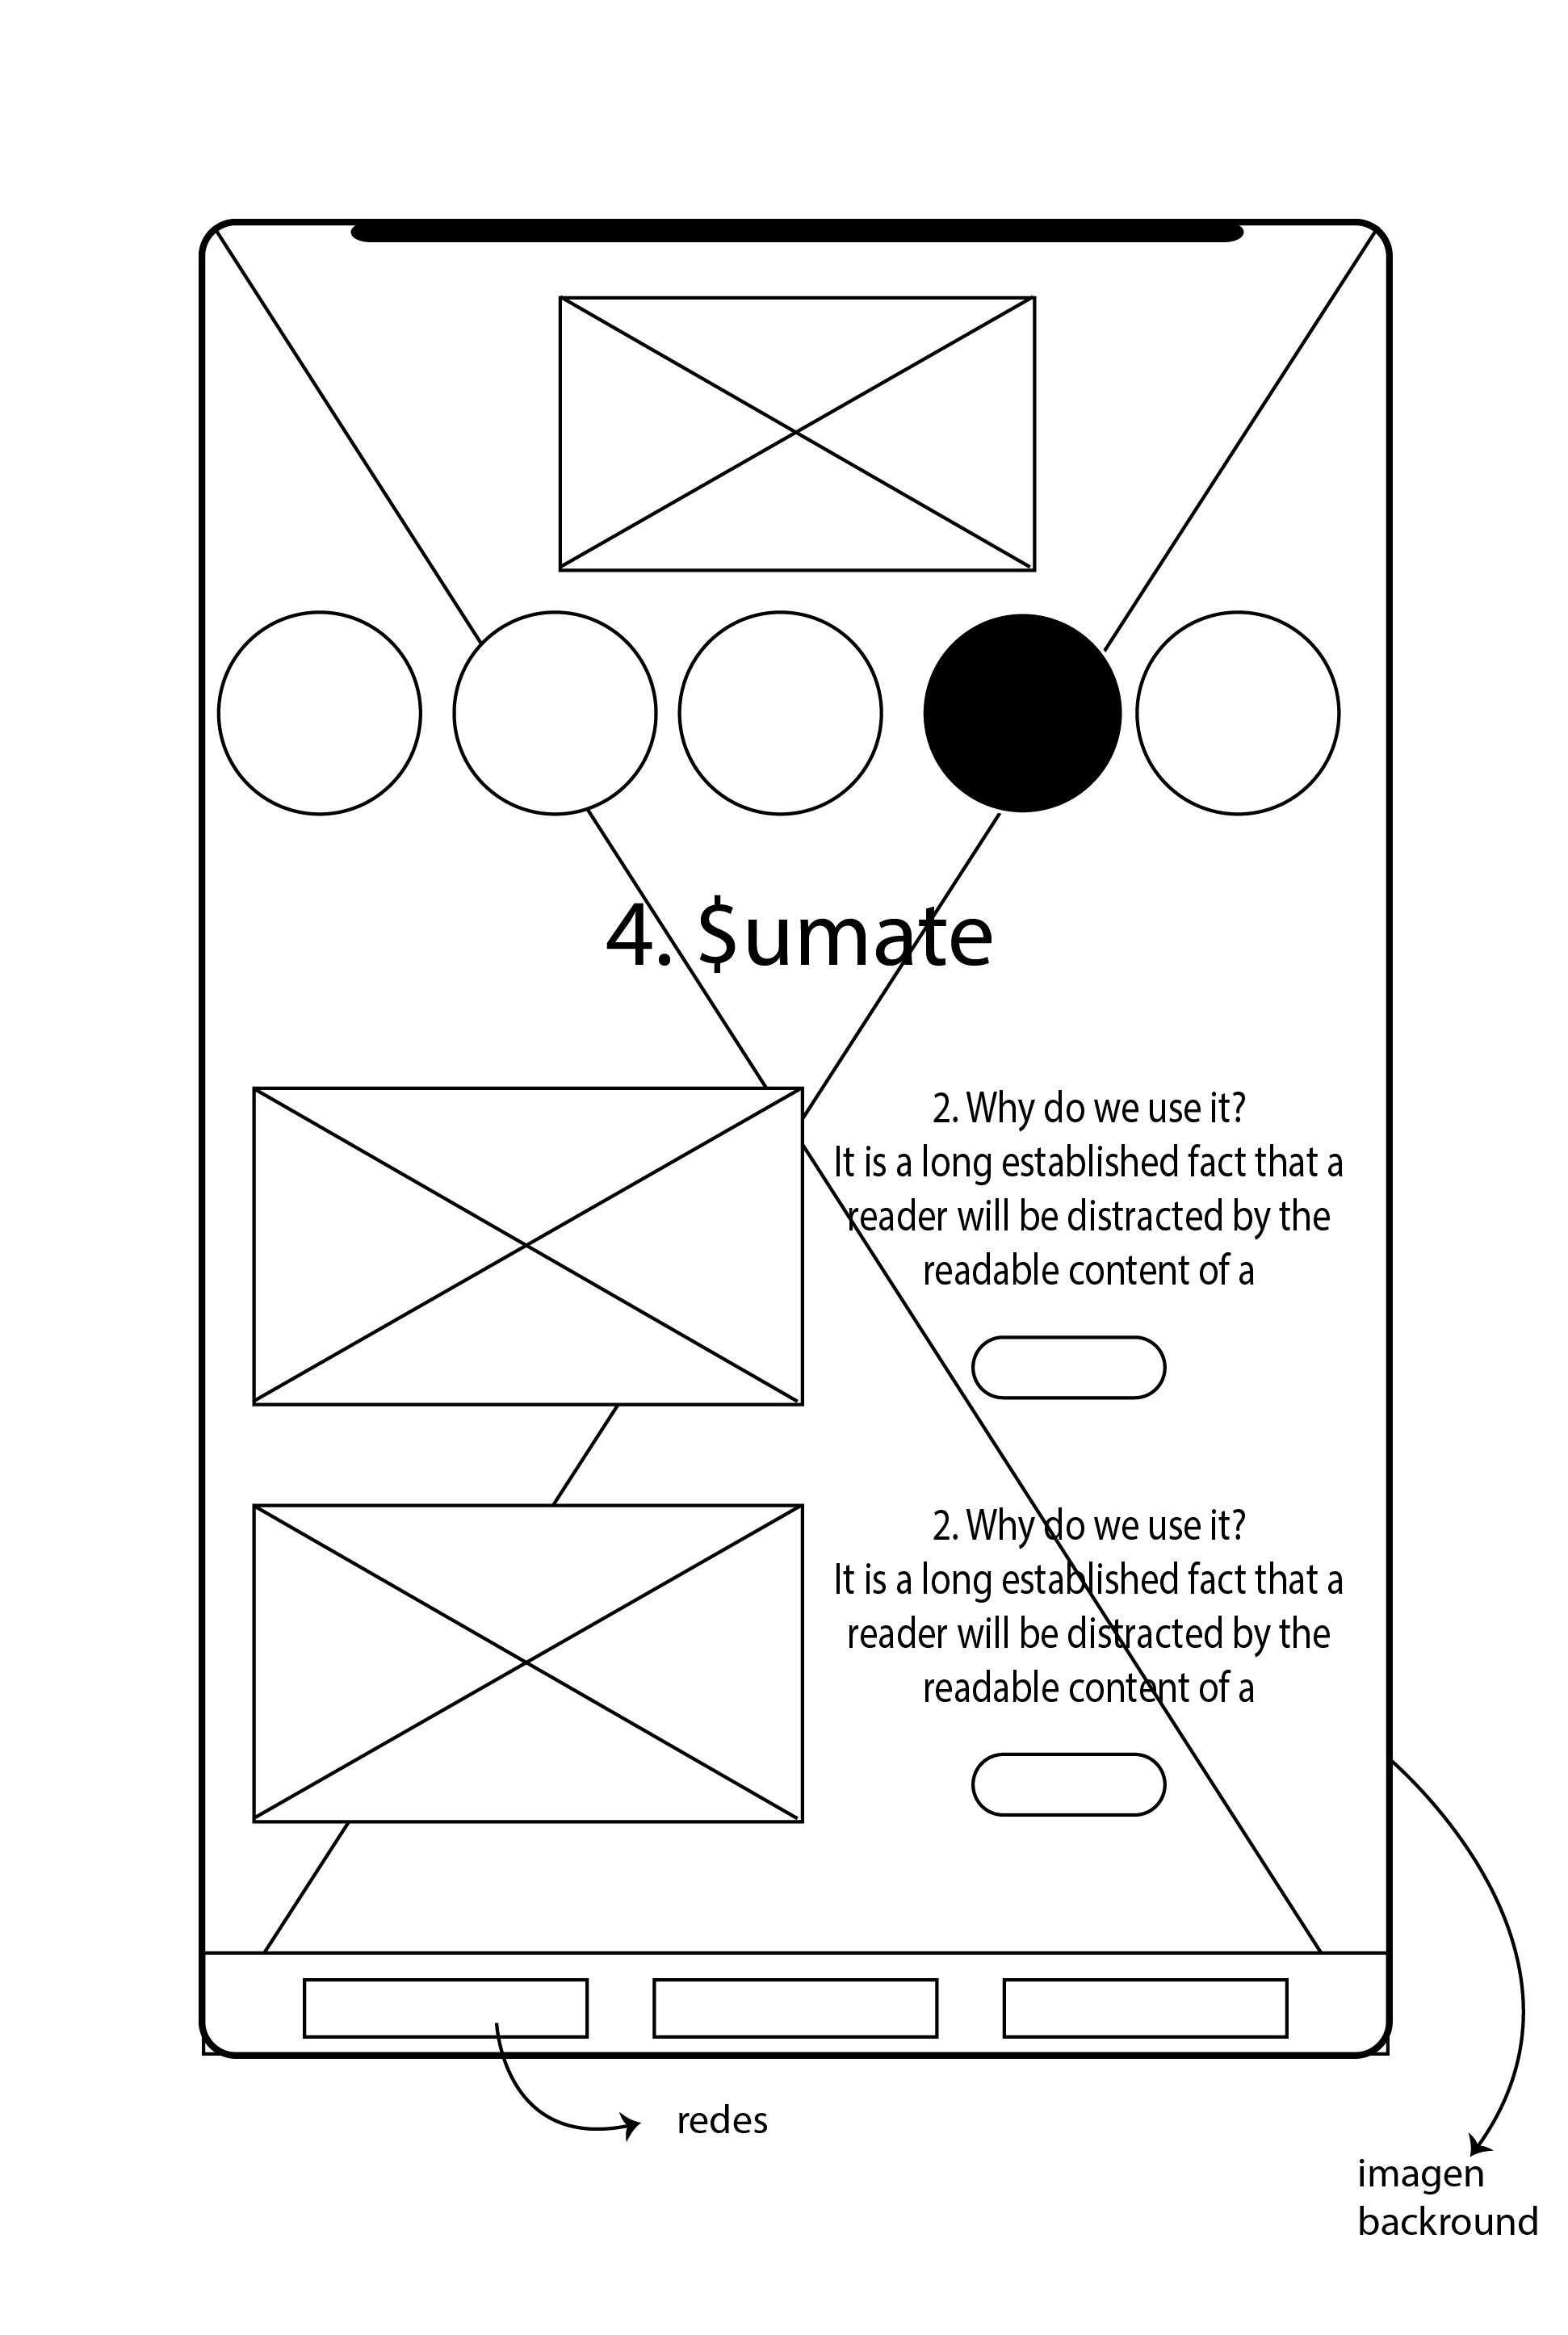 4. $umate
2. Why do we use it?
It is a long established fact that a
reader will be distracted by the
readable content of a
2. Why do we use it?
It is a long established fact that a
reader will be distracted by the
readable content of a
redes
imagen
backround